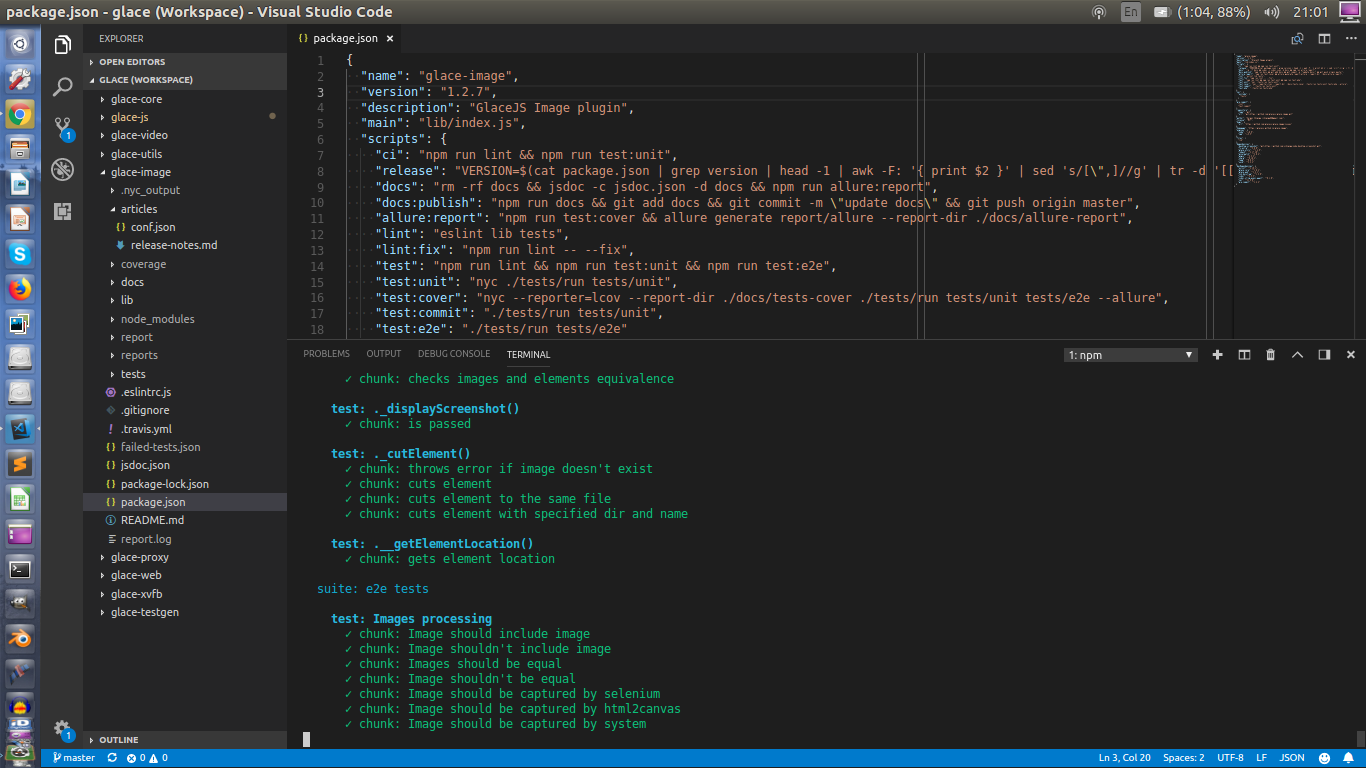 package.json - glace (Workspace) - Visual Studio Code
En
(1:04, 88%)
21:01
EXPLORER
OPEN EDITORS
GLACE (WORKSPACE)
glace-core
glace-js
glace-video
glace-utils
glace-image
.nyc_output
articles
conf.json
release-notes.md
coverage
docs
lib
node_modules
report
reports
tests
.eslintrc.js
.gitignore
.travis.yml
failed-tests.json
jsdoc.json
package-lock.json
package.json
README.md
report.log
glace-proxy
glace-web
glace-xvfb
glace-testgen
OUTLINE
1
1
{ } package.json ×
1 {
2 "name": "glace-image",
3 "version": "1.2.7",
4 "description": "GlaceJS Image plugin",
5 "main": "lib/index.js",
6 "scripts": {
7 "ci": "npm run lint && npm run test:unit",
8 "release": "VERSION=$(cat package.json | grep version | head -1 | awk -F: '{ print $2 }' | sed 's/[\",]//g' | tr -d '[[
9 "docs": "rm -rf docs && jsdoc -c jsdoc.json -d docs && npm run allure:report",
10 "docs:publish": "npm run docs && git add docs && git commit -m \"update docs\" && git push origin master",
11 "allure:report": "npm run test:cover && allure generate report/allure --report-dir ./docs/allure-report",
12 "lint": "eslint lib tests",
13 "lint:fix": "npm run lint -- --fix",
14 "test": "npm run lint && npm run test:unit && npm run test:e2e",
15 "test:unit": "nyc ./tests/run tests/unit",
16 "test:cover": "nyc --reporter=lcov --report-dir ./docs/tests-cover ./tests/run tests/unit tests/e2e --allure",
17 "test:commit": "./tests/run tests/unit",
18 "test:e2e": "./tests/run tests/e2e"
PROBLEMS OUTPUT DEBUG CONSOLE TERMINAL
1: npm
✓ chunk: checks images and elements equivalence
test: ._displayScreenshot()
✓ chunk: is passed
test: ._cutElement()
✓ chunk: throws error if image doesn't exist
✓ chunk: cuts element
✓ chunk: cuts element to the same file
✓ chunk: cuts element with specified dir and name
test: .__getElementLocation()
✓ chunk: gets element location
suite: e2e tests
test: Images processing
✓ chunk: Image should include image
✓ chunk: Image shouldn't include image
✓ chunk: Images should be equal
✓ chunk: Image shouldn't be equal
✓ chunk: Image should be captured by selenium
✓ chunk: Image should be captured by html2canvas
✓ chunk: Image should be captured by system
master 0 0
Ln 3, Col 20 Spaces: 2 UTF-8 LF JSON